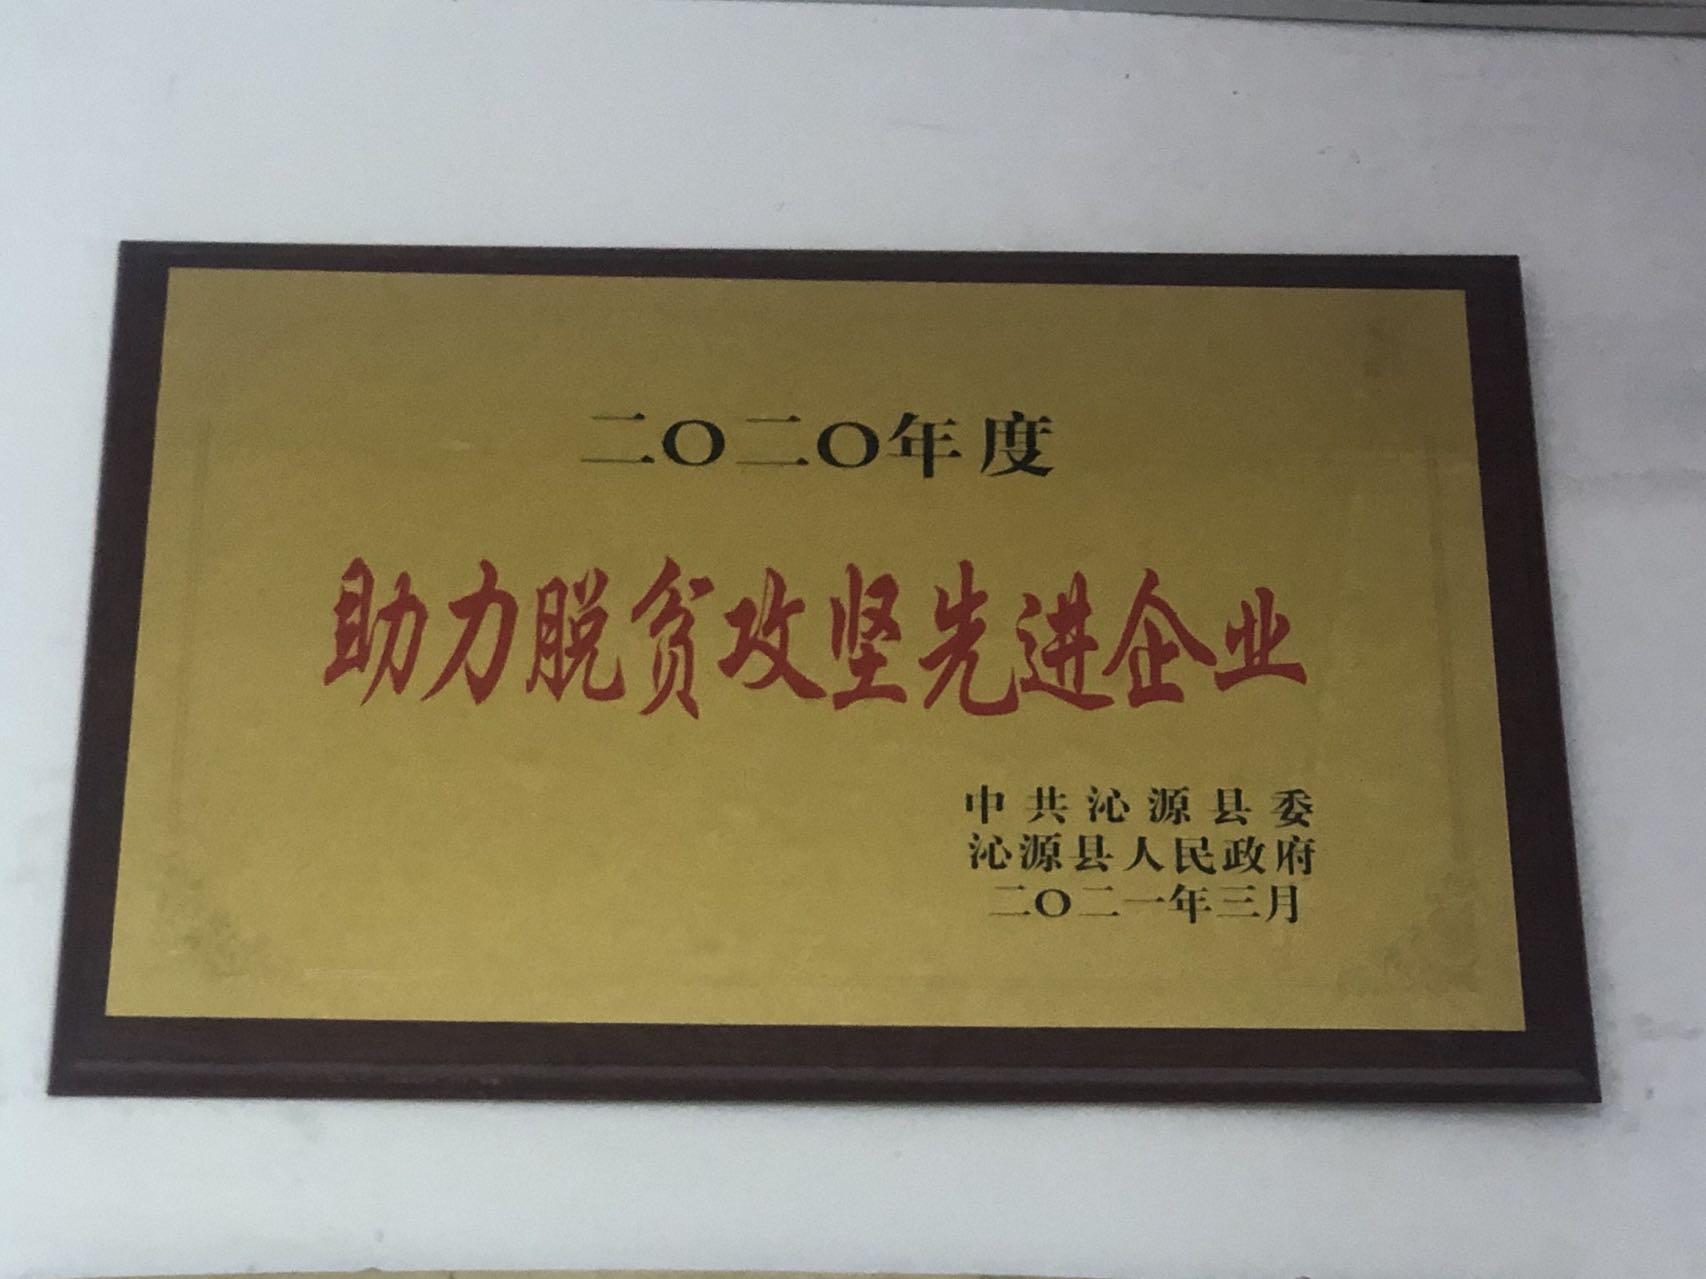 二〇二〇年度
助力脱贫攻坚先进企业
中共沁源县委
沁源县人民政府
二〇二一年三月